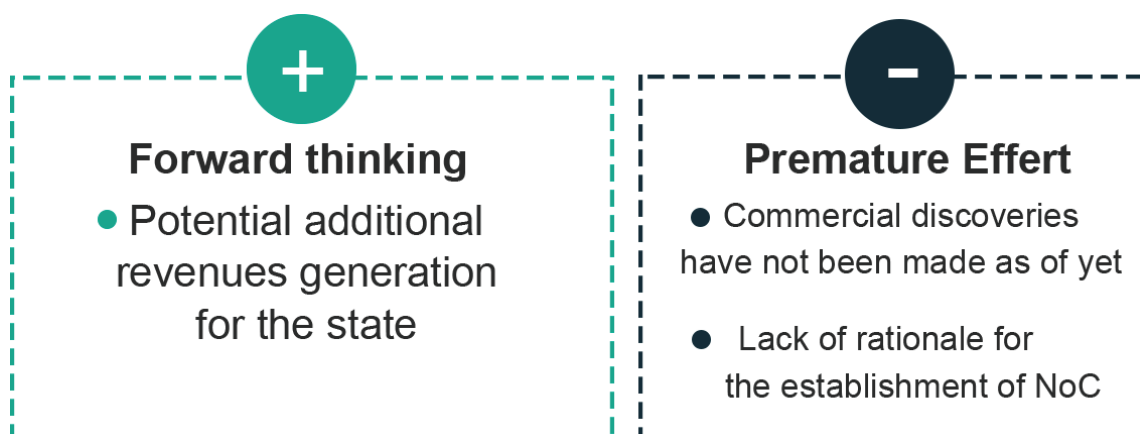 +
Forward thinking
● Potential additional
revenues generation
for the state
-
Premature Effert
● Commercial discoveries
have not been made as of yet
● Lack of rationale for
the establishment of NoC